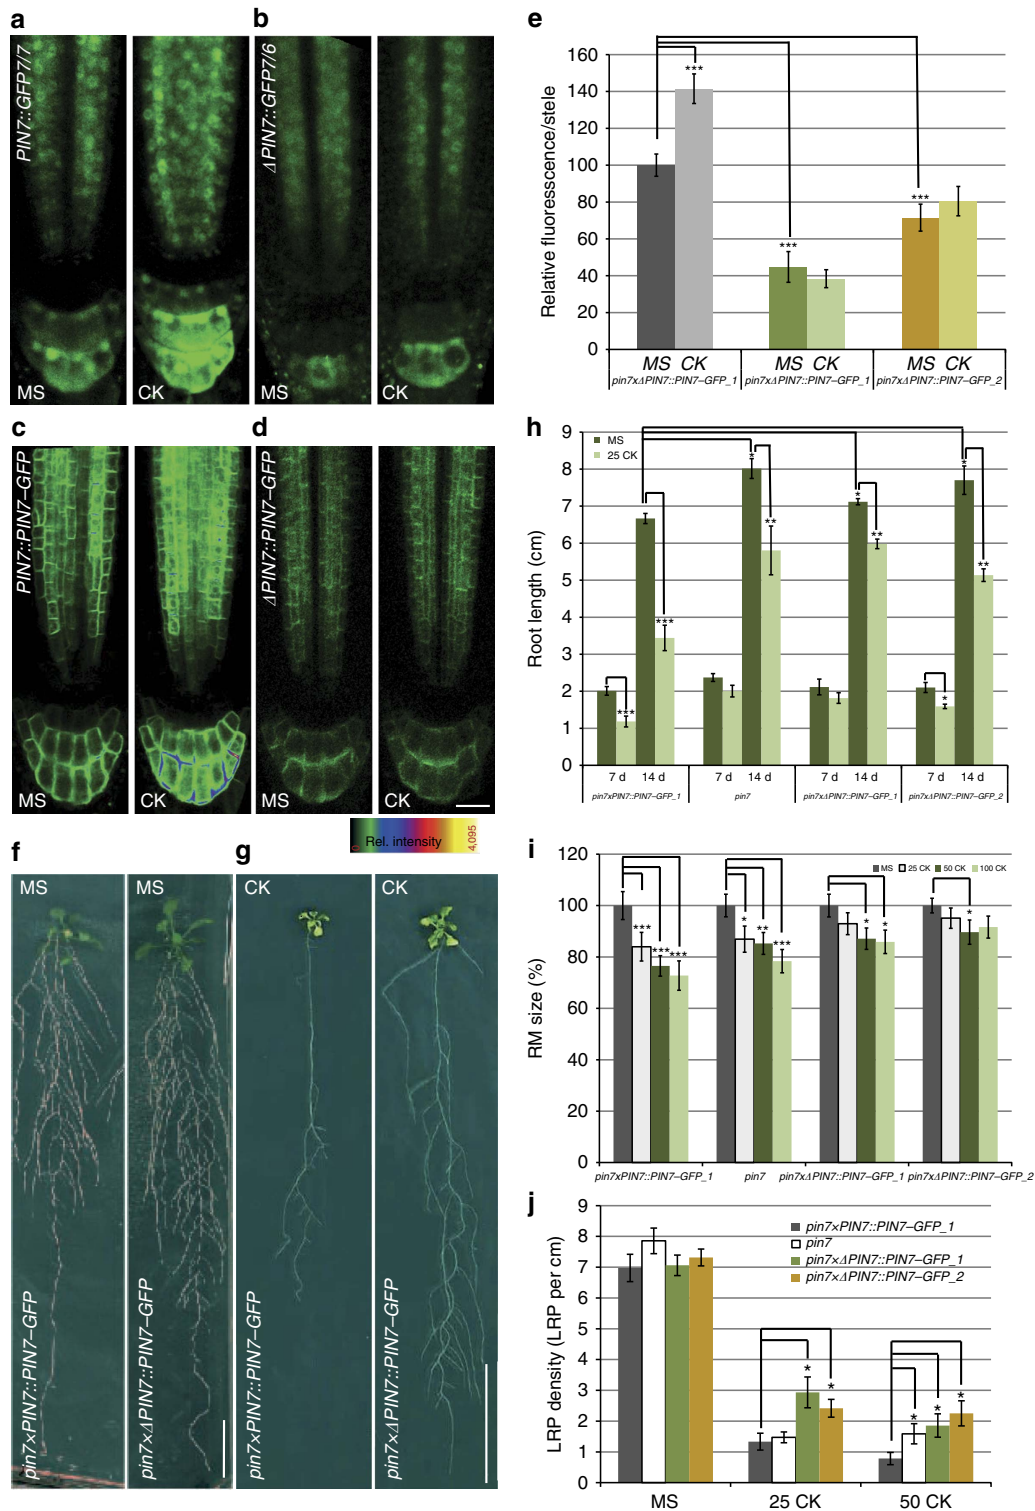 a
b
PIN7::GFP7/7
ΔPIN7::GFP7/6
MS
CK
MS
CK
c
d
PIN7::PIN7–GFP
ΔPIN7::PIN7–GFP
MS
CK
MS
CK
0 Rel. intensity 4,095
e
Relative fluoresscence/stele
160
140
120
100
80
60
40
20
0
***
***
***
MS CK
MS CK
MS CK
pin7xΔPIN7::PIN7–GFP_1
pin7xΔPIN7::PIN7–GFP_1
pin7xΔPIN7::PIN7–GFP_2
f
g
MS
MS
CK
CK
pin7xPIN7::PIN7–GFP
pin7xΔPIN7::PIN7–GFP
pin7xPIN7::PIN7–GFP
pin7xΔPIN7::PIN7–GFP
h
Root length (cm)
9
8
7
6
5
4
3
2
1
0
MS
25 CK
***
***
*
**
*
**
*
*
**
7 d 14 d
7 d 14 d
7 d 14 d
7 d 14 d
pin7xPIN7::PIN7–GFP_1
pin7
pin7xΔPIN7::PIN7–GFP_1
pin7xΔPIN7::PIN7–GFP_2
i
RM size (%)
120
100
80
60
40
20
0
MS 25 CK 50 CK 100 CK
***
***
***
*
**
***
*
*
*
pin7xPIN7::PIN7–GFP_1
pin7
pin7xΔPIN7::PIN7–GFP_1
pin7xΔPIN7::PIN7–GFP_2
j
LRP density (LRP per cm)
9
8
7
6
5
4
3
2
1
0
pin7×PIN7::PIN7–GFP_1
pin7
pin7×ΔPIN7::PIN7–GFP_1
pin7×ΔPIN7::PIN7–GFP_2
*
*
*
*
*
MS
25 CK
50 CK